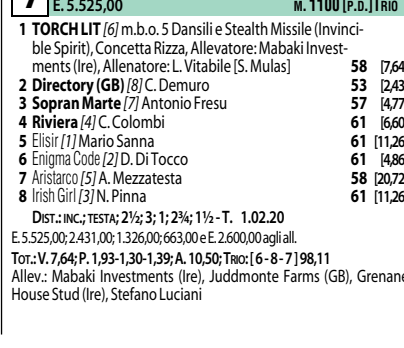 7 E. 5.525,00 M. 1100 [P.D.] TRIO
1 TORCH LIT [6] m.b.o. 5 Dansili e Stealth Missile (Invinci-
ble Spirit), Concetta Rizza, Allevatore: Mabaki Invest-
ments (Ire), Allenatore: L. Vitabile [S. Mulas] 58 [7,64
2 Directory (GB) [8] C. Demuro 53 [2,43
3 Sopran Marte [7] Antonio Fresu 57 [4,77
4 Riviera [4] C. Colombi 61 [6,60
5 Elisir [1] Mario Sanna 61 [11,26
6 Enigma Code [2] D. Di Tocco 61 [4,86
7 Aristarco [5] A. Mezzatesta 58 [20,72
8 Irish Girl [3] N. Pinna 61 [11,26
DIST.: INC.; TESTA; 2½; 3; 1; 2¾; 1½ - T. 1.02.20
E. 5.525,00; 2.431,00; 1.326,00; 663,00 e E. 2.600,00 agli all.
TOT.: V. 7,64; P. 1,93-1,30-1,39; A. 10,50; TRIO: [ 6 - 8 - 7 ] 98,11
Allev.: Mabaki Investments (Ire), Juddmonte Farms (GB), Grenane
House Stud (Ire), Stefano Luciani